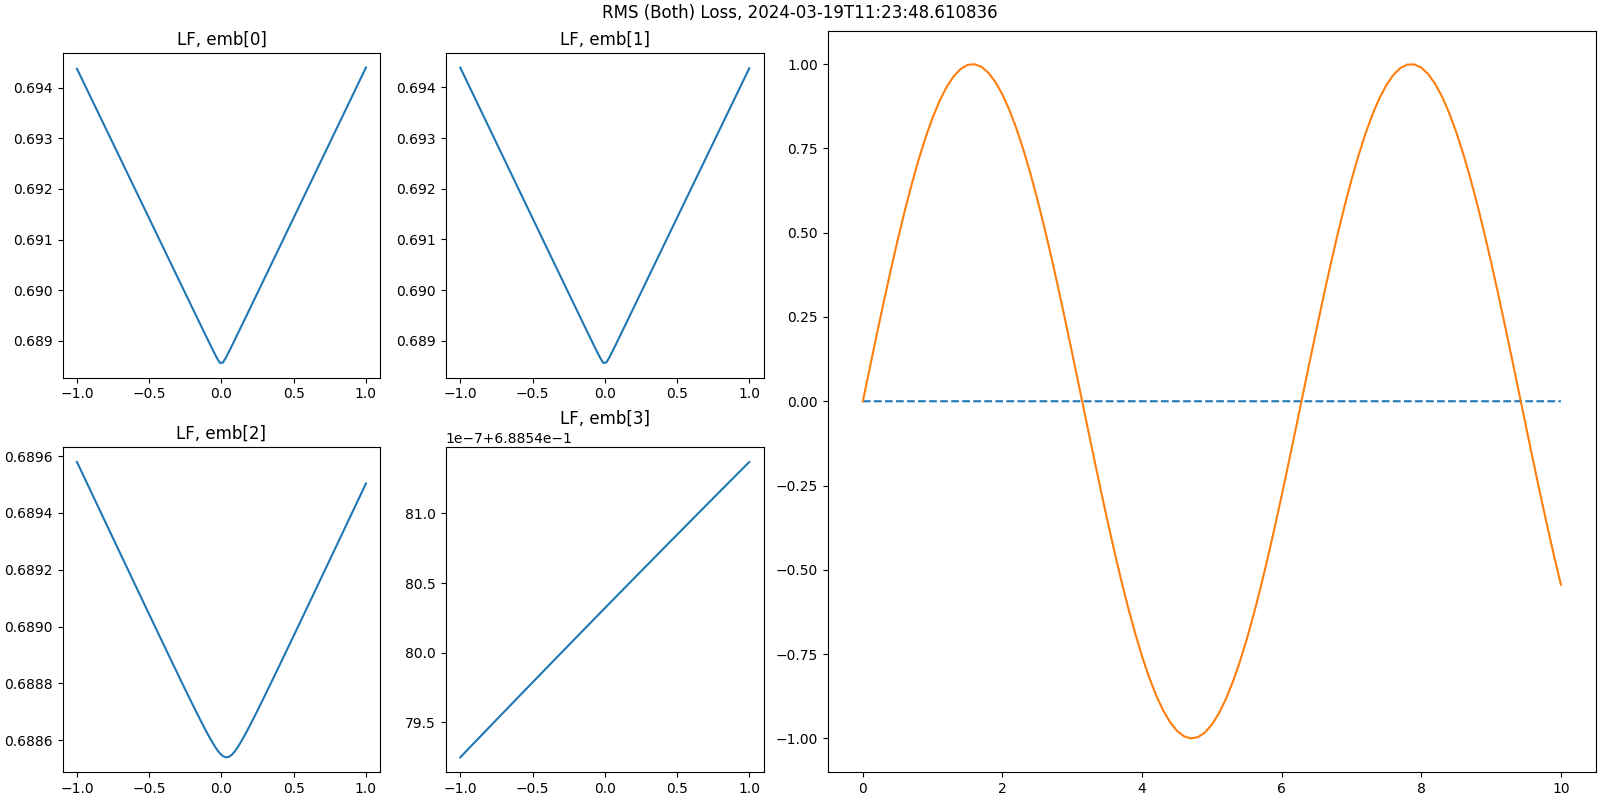 RMS (Both) Loss, 2024-03-19T11:23:48.610836
LF, emb[0]
0.694
0.693
0.692
0.691
0.690
0.689
−1.0 −0.5 0.0 0.5 1.0
LF, emb[1]
0.694
0.693
0.692
0.691
0.690
0.689
−1.0 −0.5 0.0 0.5 1.0
LF, emb[2]
0.6896
0.6894
0.6892
0.6890
0.6888
0.6886
−1.0 −0.5 0.0 0.5 1.0
LF, emb[3]
1e−7+6.8854e−1
81.0
80.5
80.0
79.5
−1.0 −0.5 0.0 0.5 1.0
1.00
0.75
0.50
0.25
0.00
−0.25
−0.50
−0.75
−1.00
0 2 4 6 8 10